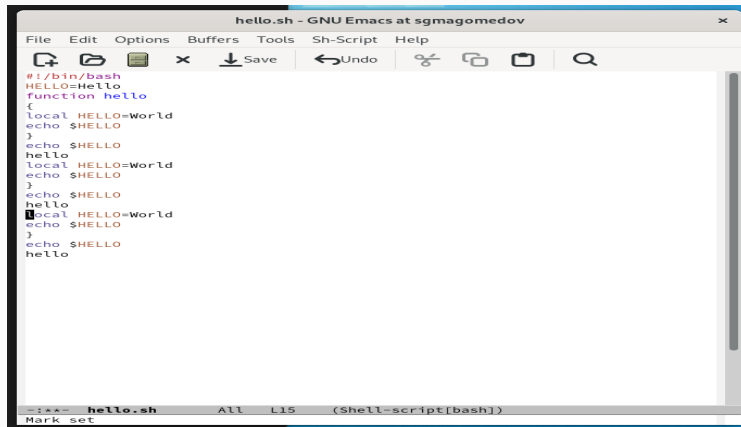 hello.sh - GNU Emacs at sgmagomedov ×
File Edit Options Buffers Tools Sh-Script Help
Save Undo
#!/bin/bash
HELLO=Hello
function hello
{
local HELLO=World
echo $HELLO
}
echo $HELLO
hello
local HELLO=World
echo $HELLO
}
echo $HELLO
hello
local HELLO=World
echo $HELLO
}
echo $HELLO
hello
-:**- hello.sh All L15 (Shell-script[bash])
Mark set